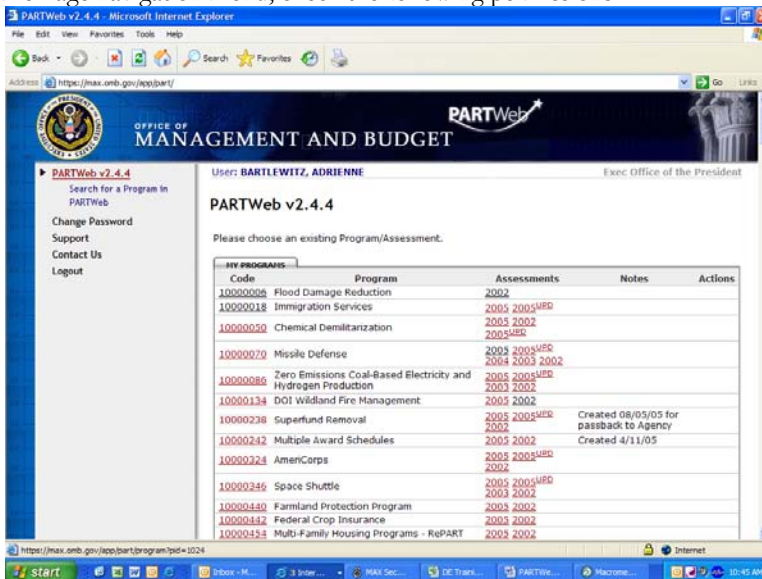 PARTWeb v2.4.4 - Microsoft Internet Explorer
File Edit View Favorites Tools Help
Back Search Favorites
Address https://max.omb.gov/app/part/ Go Links
OFFICE OF
MANAGEMENT AND BUDGET
PARTWeb
PARTWeb v2.4.4
Search for a Program in
PARTWeb
Change Password
Support
Contact Us
Logout
User: BARTLEWITZ, ADRIENNE Exec Office of the President
PARTWeb v2.4.4
Please choose an existing Program/Assessment.
MY PROGRAMS
Code Program Assessments Notes Actions
10000006 Flood Damage Reduction 2002
10000018 Immigration Services 2005 2005UPD
10000050 Chemical Demilitarization 2005 2002
2005UPD
10000070 Missile Defense 2005 2005UPD
2004 2003 2002
10000086 Zero Emissions Coal-Based Electricity and
Hydrogen Production 2005 2005UPD
2003 2002
10000134 DOI Wildland Fire Management 2005 2002
10000238 Superfund Removal 2005 2005UPD
2002 Created 08/05/05 for
passback to Agency
10000242 Multiple Award Schedules 2005 2002 Created 4/11/05
10000324 AmeriCorps 2005 2005UPD
2002
10000346 Space Shuttle 2005 2005UPD
2003 2002
10000440 Farmland Protection Program 2005 2002
10000442 Federal Crop Insurance 2005 2002
10000454 Multi-Family Housing Programs - RePART 2005 2002
https://max.omb.gov/app/part/program?pid=1024 Internet
start Inbox - M... 3 Inter... MAX Sec... DE Traini... PARTWe... Macrome... 10:45 AM